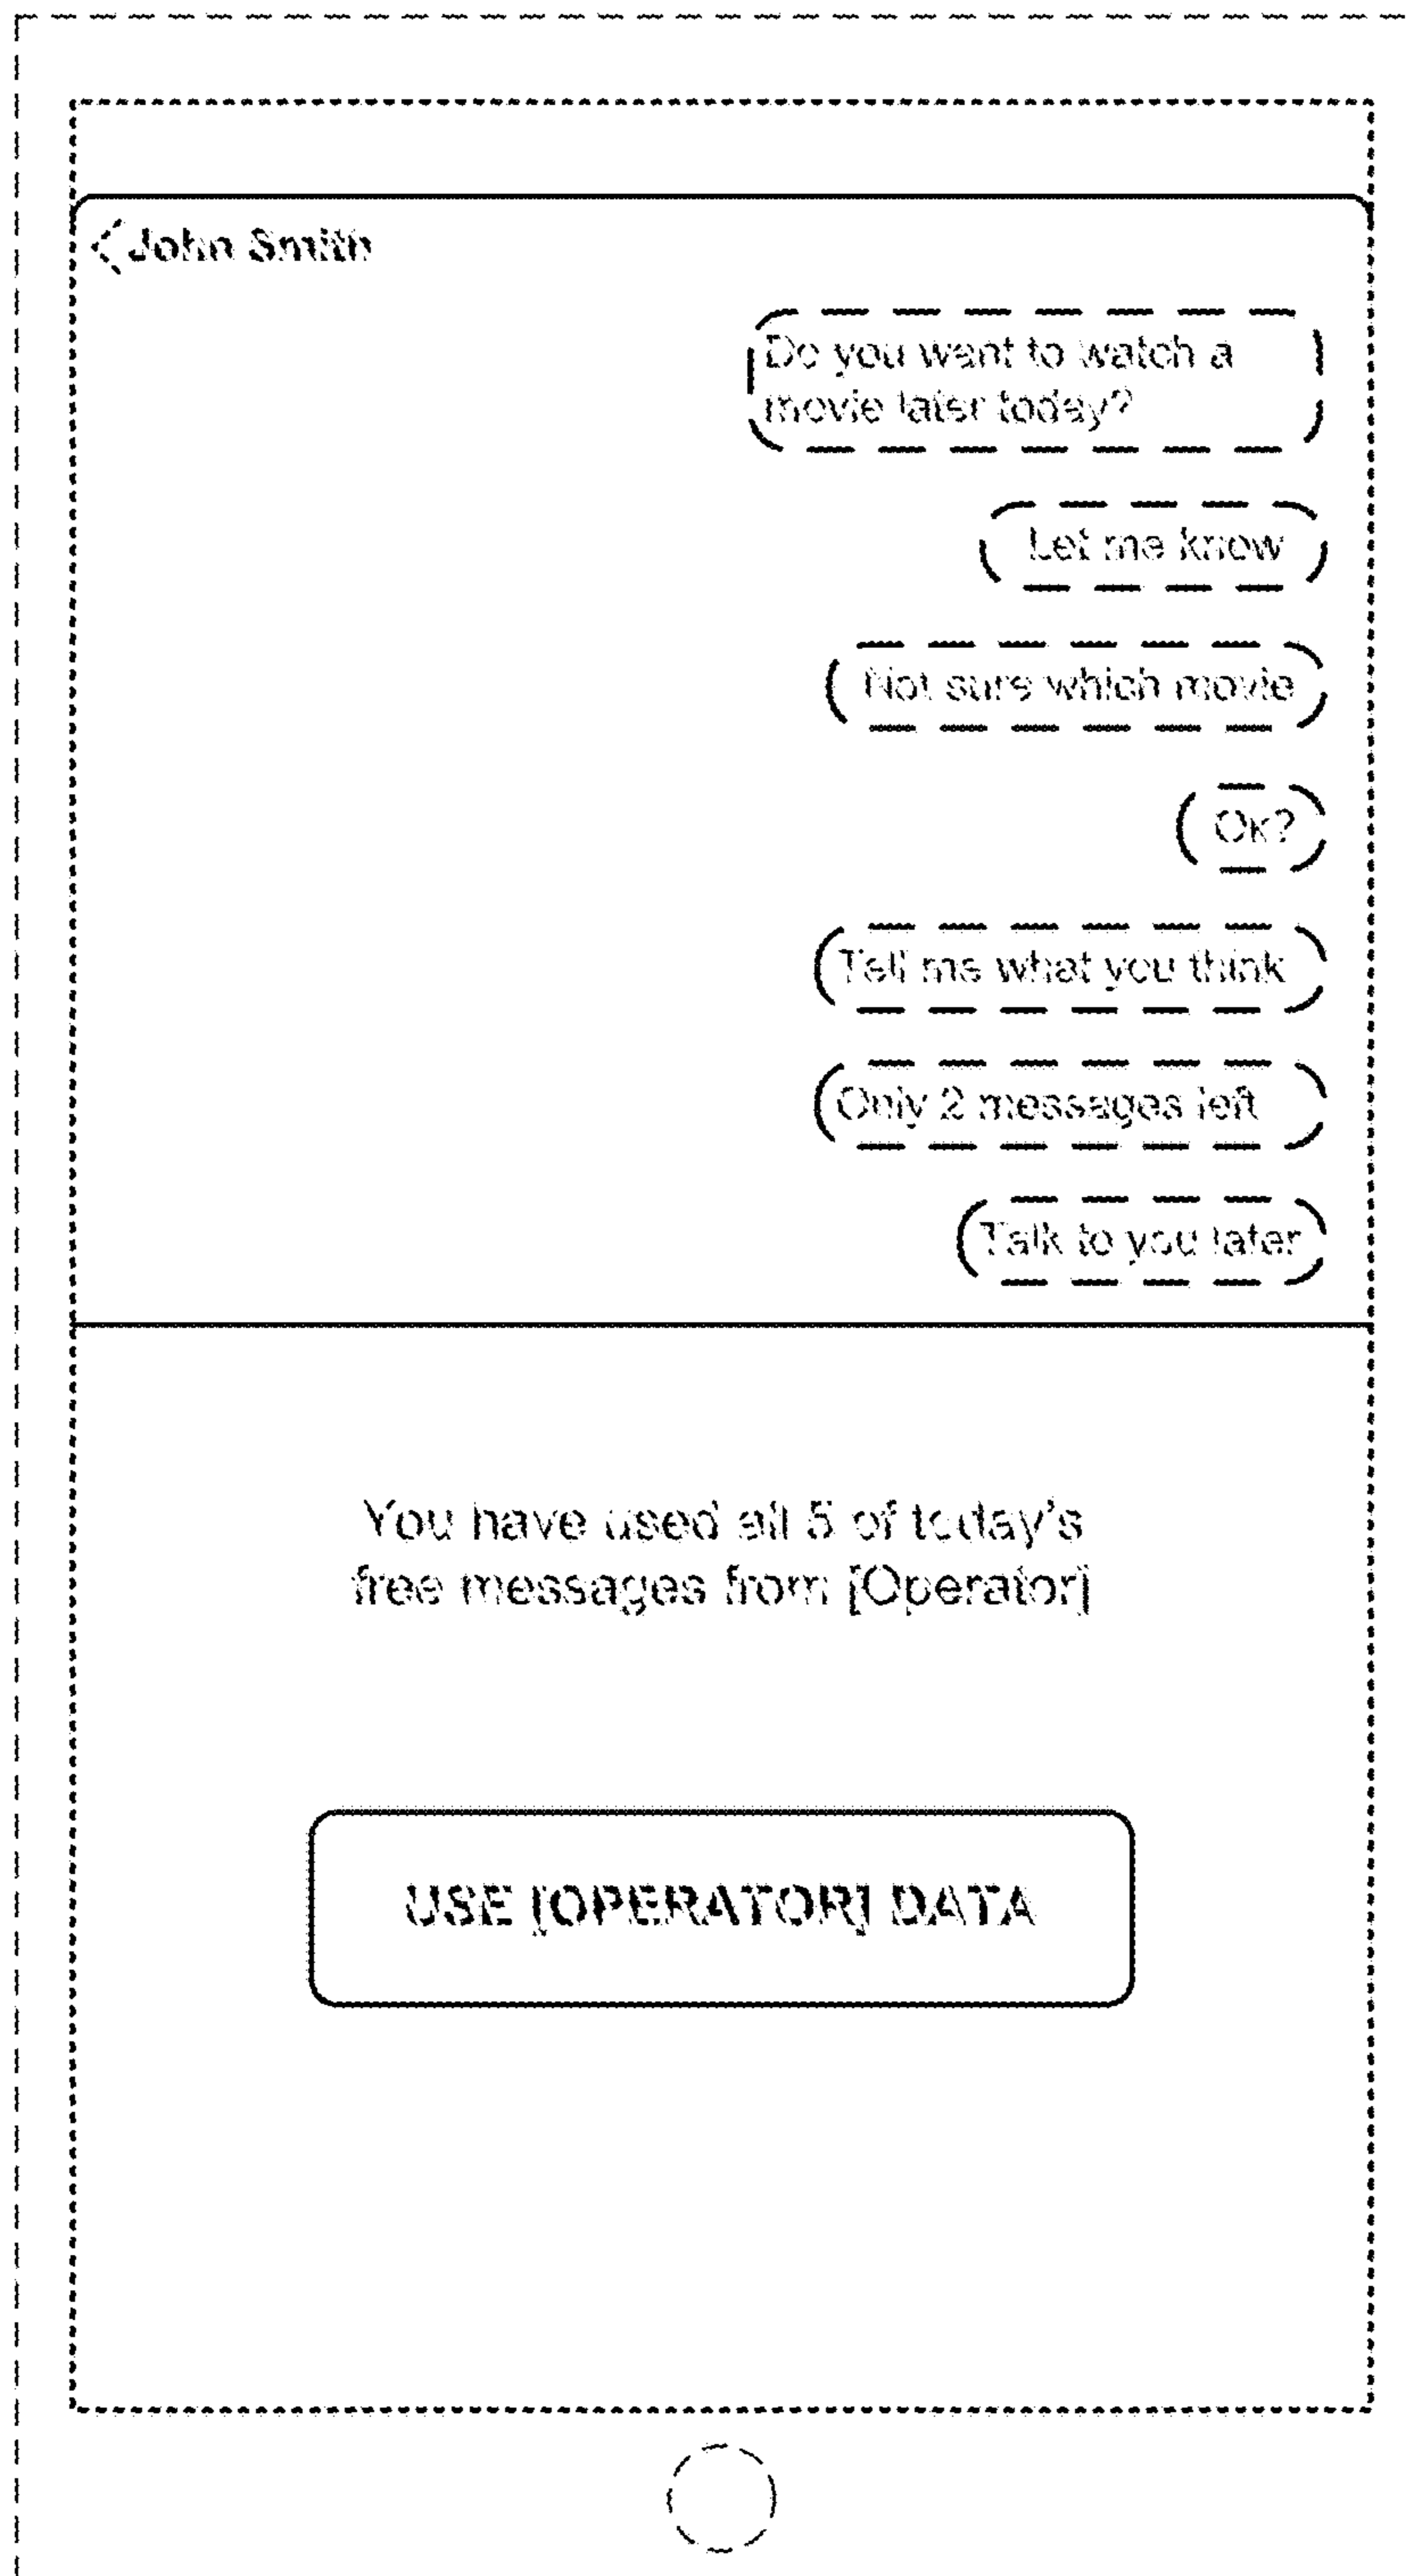 John Smith
Do you want to watch a
movie later today?
Let me know
Not sure which movie
Ok?
Tell me what you think
Only 2 messages left
Talk to you later
You have used all 5 of today's
free messages from [Operator]
USE [OPERATOR] DATA